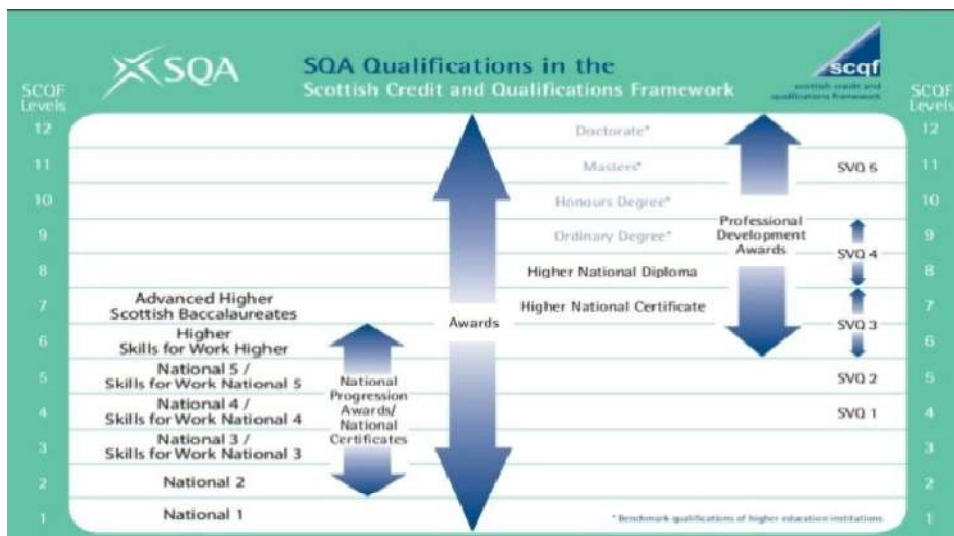 SQA
SQA Qualifications in the
Scottish Credit and Qualifications Framework
scqf
scottish credit and
qualifications framework
SCQF
Levels
SCQF
Levels
12
Doctorate*
12
11
Masters*
SVQ 5
11
10
Honours Degree*
10
9
Ordinary Degree*
Professional
Development
Awards
SVQ 4
9
8
Higher National Diploma
8
7
Advanced Higher
Scottish Baccalaureates
Awards
Higher National Certificate
SVQ 3
7
6
Higher
Skills for Work Higher
6
5
National 5 /
Skills for Work National 5
National
Progression
Awards/
National
Certificates
SVQ 2
5
4
National 4 /
Skills for Work National 4
SVQ 1
4
3
National 3 /
Skills for Work National 3
3
2
National 2
2
1
National 1
* Benchmark qualifications of higher education institutions.
1